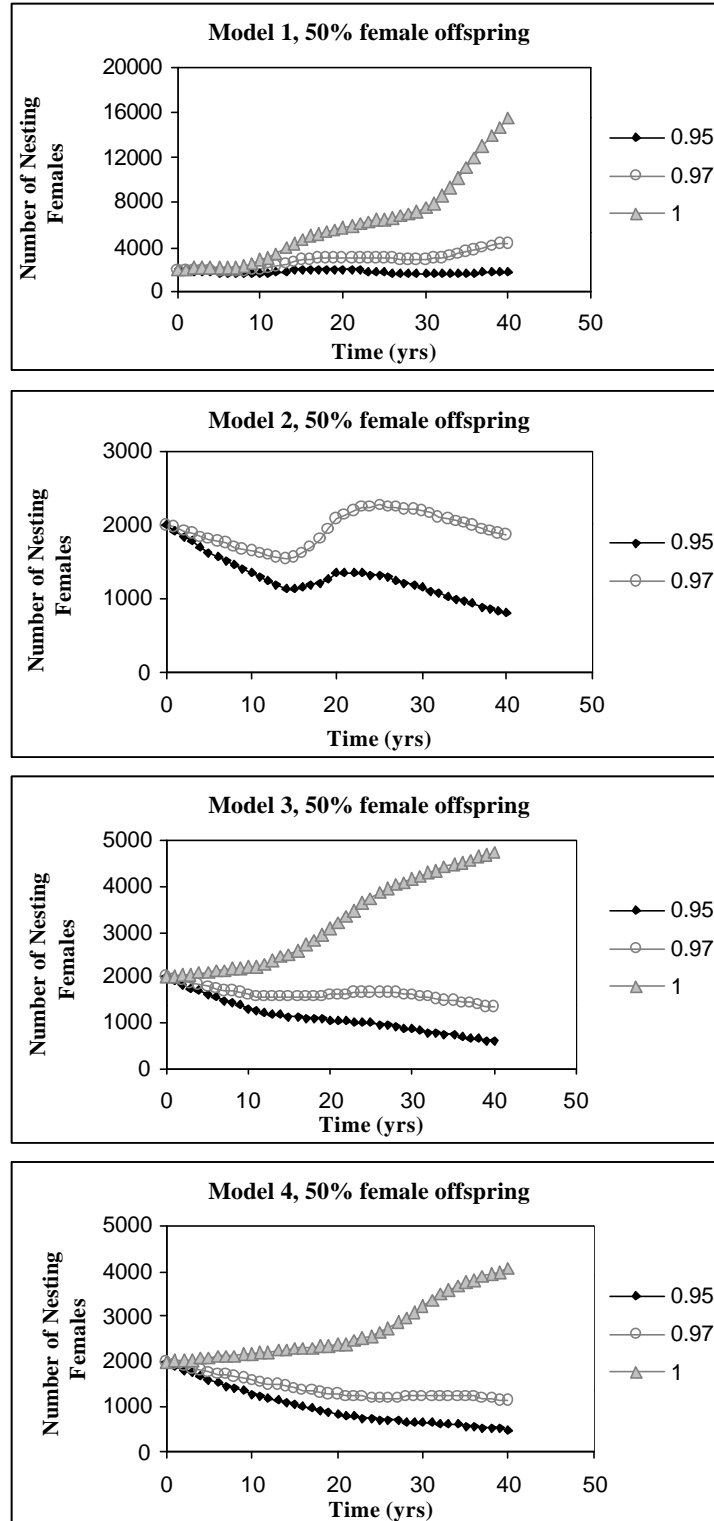 Model 1, 50% female offspring
Number of Nesting
Females
20000
16000
12000
8000
4000
0
0 10 20 30 40 50
Time (yrs)
0.95
0.97
1
Model 2, 50% female offspring
Number of Nesting
Females
3000
2000
1000
0
0 10 20 30 40 50
Time (yrs)
0.95
0.97
Model 3, 50% female offspring
Number of Nesting
Females
5000
4000
3000
2000
1000
0
0 10 20 30 40 50
Time (yrs)
0.95
0.97
1
Model 4, 50% female offspring
Number of Nesting
Females
5000
4000
3000
2000
1000
0
0 10 20 30 40 50
Time (yrs)
0.95
0.97
1